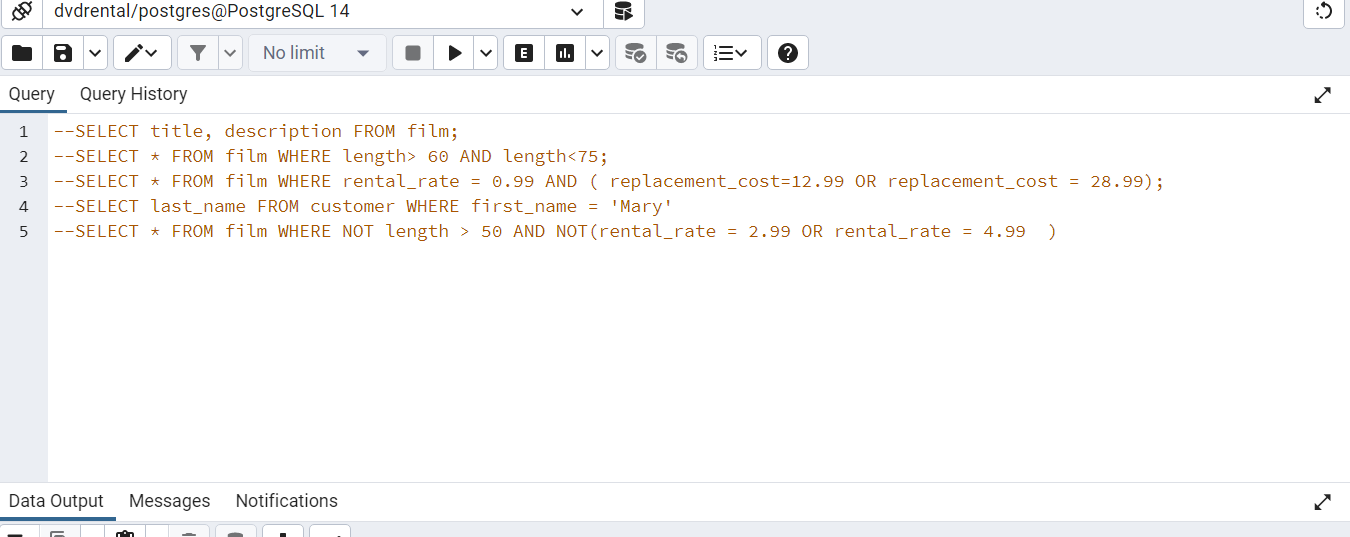 dvdrental/postgres@PostgreSQL 14
No limit
E
Query Query History
1 --SELECT title, description FROM film;
2 --SELECT * FROM film WHERE length> 60 AND length<75;
3 --SELECT * FROM film WHERE rental_rate = 0.99 AND ( replacement_cost=12.99 OR replacement_cost = 28.99);
4 --SELECT last_name FROM customer WHERE first_name = 'Mary'
5 --SELECT * FROM film WHERE NOT length > 50 AND NOT(rental_rate = 2.99 OR rental_rate = 4.99  )
Data Output Messages Notifications